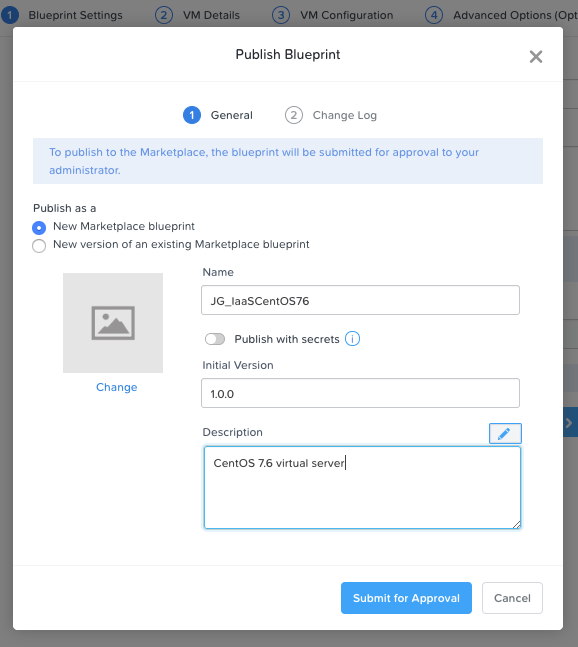 1 Blueprint Settings 2 VM Details 3 VM Configuration 4 Advanced Options (Opt
Publish Blueprint
1 General 2 Change Log
To publish to the Marketplace, the blueprint will be submitted for approval to your
administrator.
Publish as a
New Marketplace blueprint
New version of an existing Marketplace blueprint
Name
JG_IaaSCentOS76
Publish with secrets
Change
Initial Version
1.0.0
Description
CentOS 7.6 virtual server
Submit for Approval Cancel